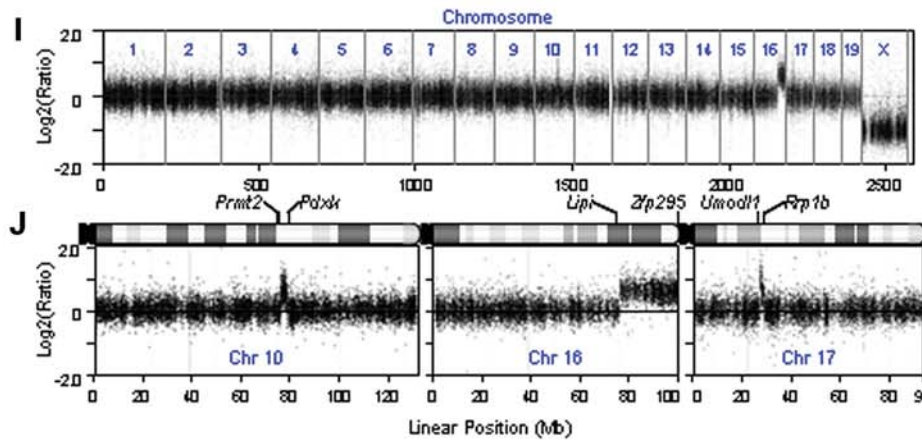 I
Chromosome
1 2 3 4 5 6 7 8 9 10 11 12 13 14 15 16 17 18 19 X
Log2(Ratio)
2.0
0
-2.0
0 500 1000 1500 2000 2500
J
Prmt2 Pdxk Lipi Zfp295 Umodl1 Rrp1b
Log2(Ratio)
2.0
0
-2.0
Chr 10 Chr 16 Chr 17
0 20 40 60 80 100 120 0 20 40 60 80 100 0 20 40 60 80 9
Linear Position (Mb)